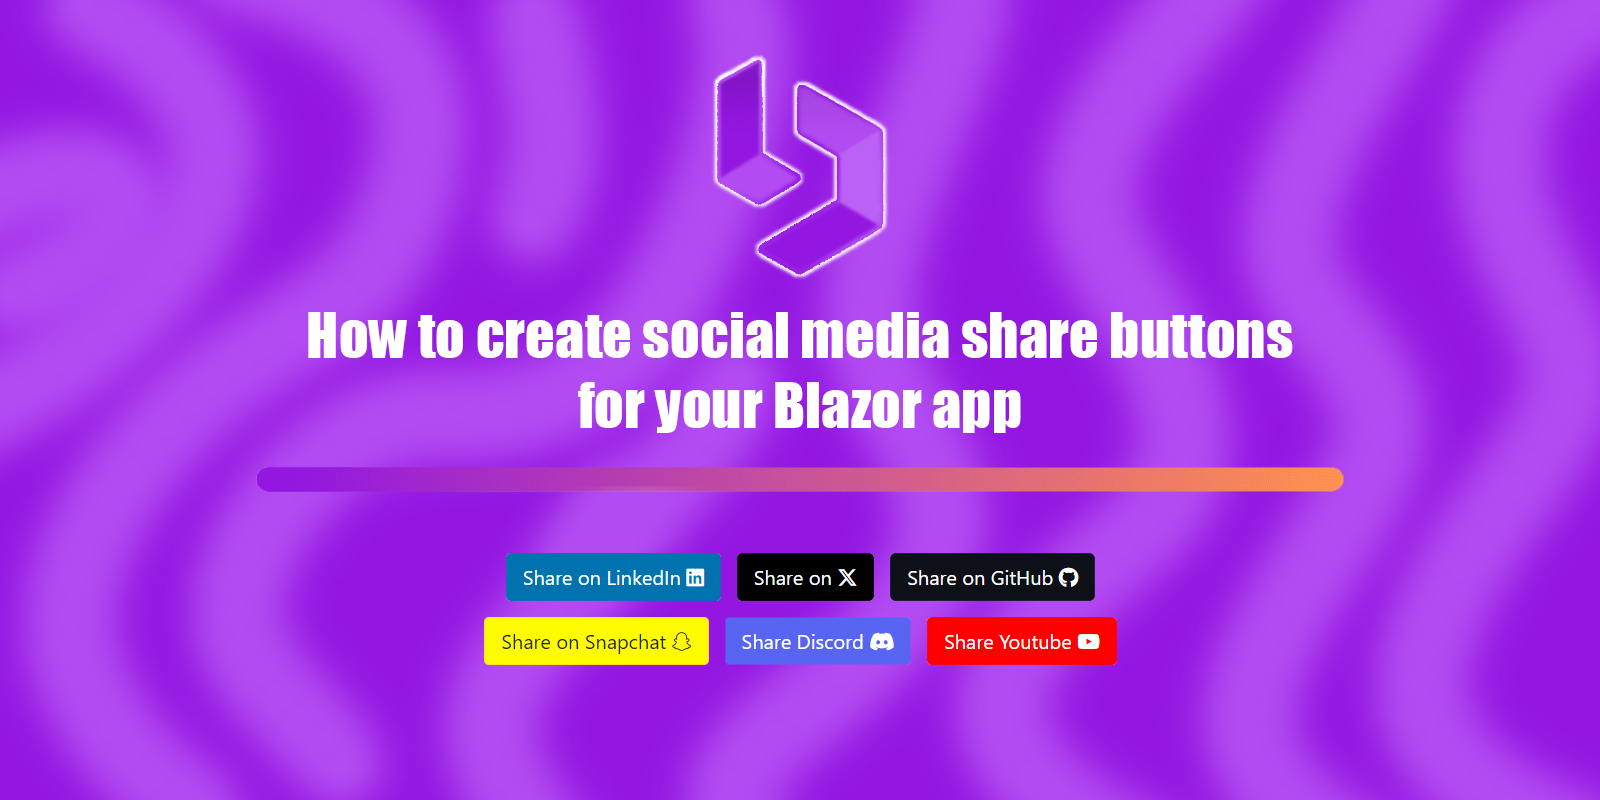 How to create social media share buttons
for your Blazor app
Share on LinkedIn
Share on X
Share on GitHub
Share on Snapchat
Share Discord
Share Youtube